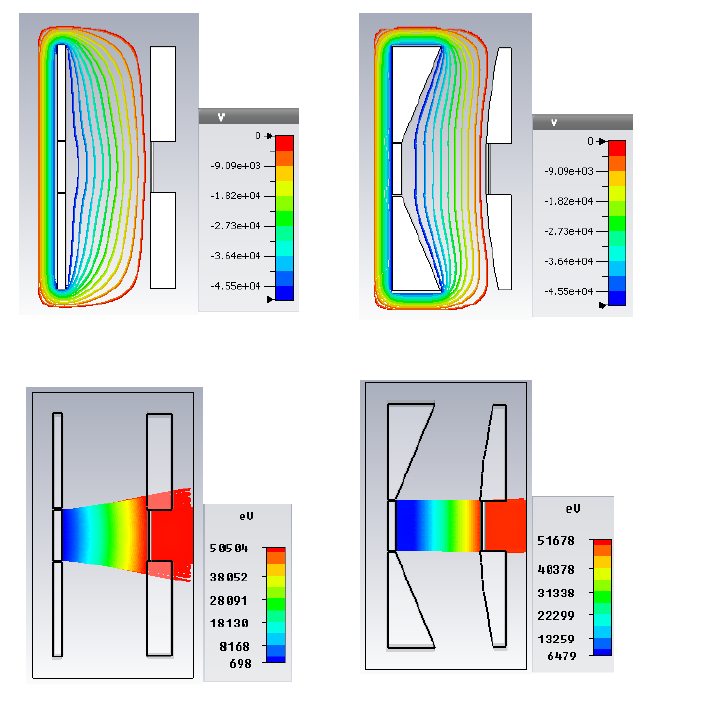 V
0
-9.09e+03
-1.82e+04
-2.73e+04
-3.64e+04
-4.55e+04
V
0
-9.09e+03
-1.82e+04
-2.73e+04
-3.64e+04
-4.55e+04
eV
50504
38052
28091
18130
8168
698
eV
51678
40378
31338
22299
13259
6479